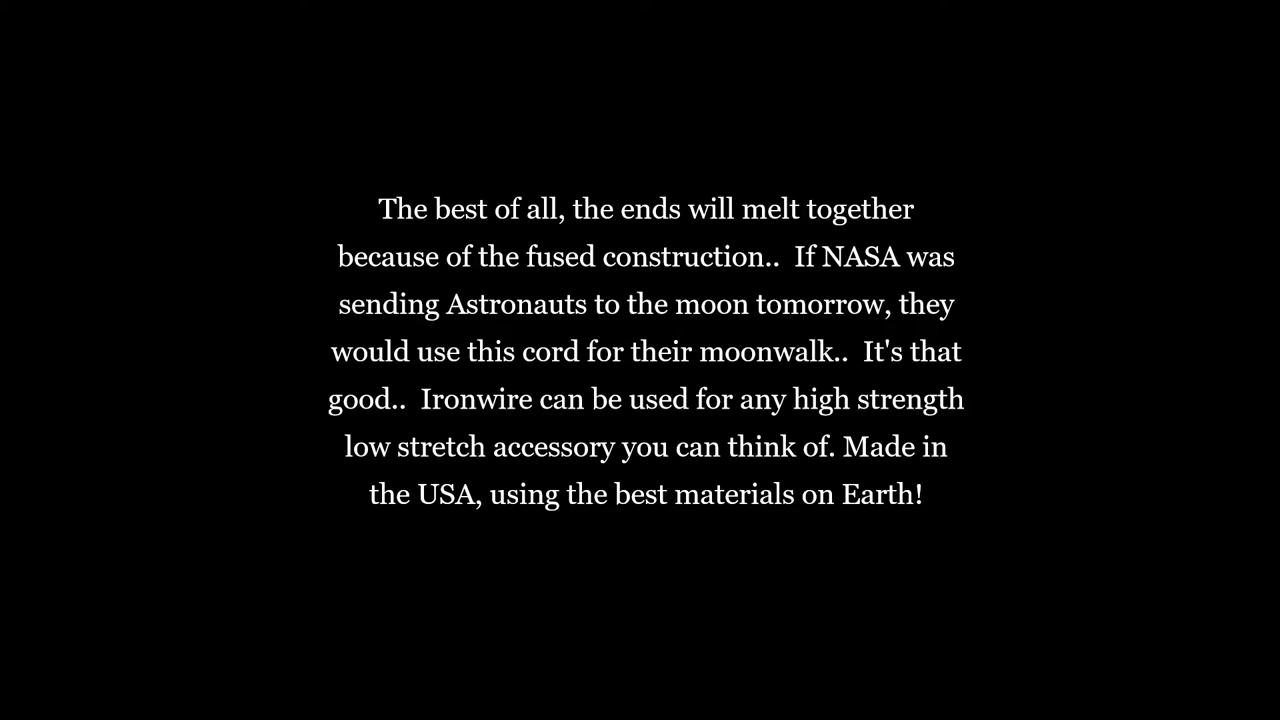 The best of all, the ends will melt together
because of the fused construction..  If NASA was
sending Astronauts to the moon tomorrow, they
would use this cord for their moonwalk..  It's that
good..  Ironwire can be used for any high strength
low stretch accessory you can think of. Made in
the USA, using the best materials on Earth!